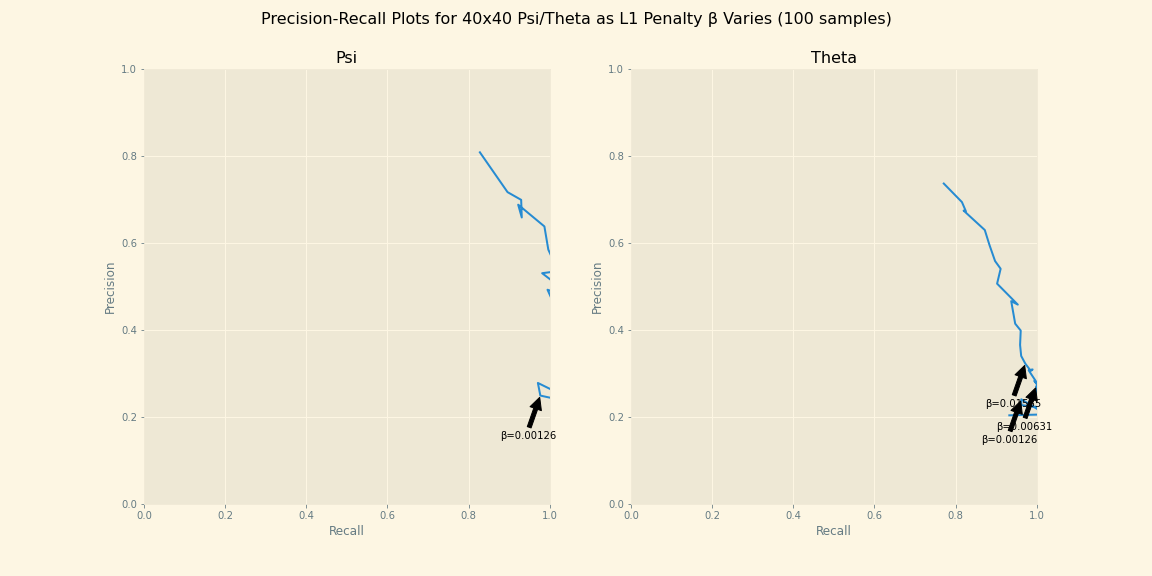 Precision-Recall Plots for 40x40 Psi/Theta as L1 Penalty β Varies (100 samples)
Psi
Theta
1.0
0.8
0.6
0.4
0.2
0.0
Precision
0.0 0.2 0.4 0.6 0.8 1.0
Recall
β=0.00126
1.0
0.8
0.6
0.4
0.2
0.0
Precision
0.0 0.2 0.4 0.6 0.8 1.0
Recall
β=0.00631
β=0.00126